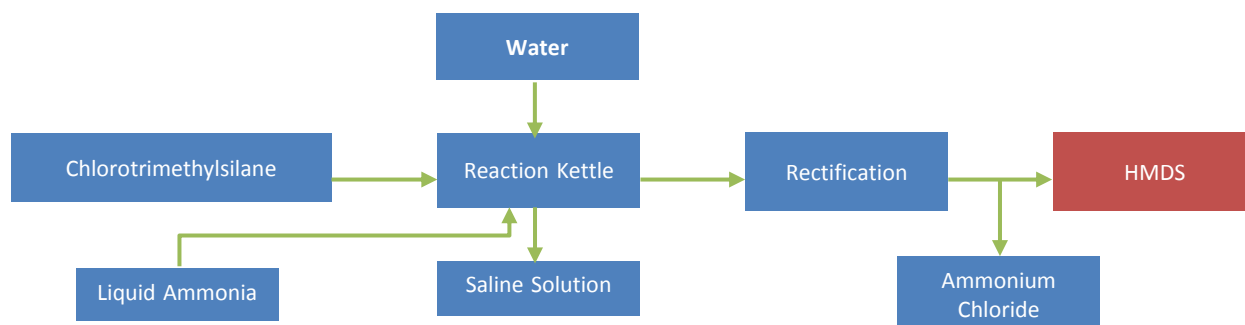 Water
Chlorotrimethylsilane
Reaction Kettle
Rectification
HMDS
Liquid Ammonia
Saline Solution
Ammonium
Chloride